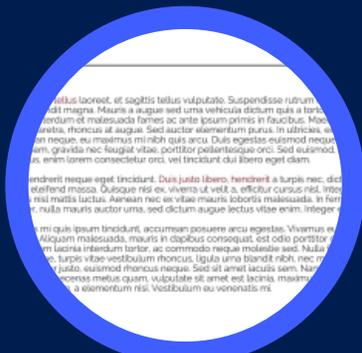 tellus laoreet, et sagittis tellus vulputate. Suspendisse rutrum
dit magna. Mauris a augue sed urna vehicula dictum quis a tortor
erdum et malesuada fames ac ante ipsum primis in faucibus. Mae
aretra, rhoncus at augue. Sed auctor elementum purus. In ultricies, e
an neque, eu maximus mi nibh quis arcu. Duis egestas euismod neque
em, gravida nec feugiat vitae, porttitor pellentesque orci. Sed euismod,
s, enim lorem consectetur orci, vel tincidunt dui libero eget diam.
endrerit neque eget tincidunt. Duis justo libero, hendrerit a turpis nec, dict
eleifend massa. Quisque nisi ex, viverra ut velit a, efficitur cursus nisl. Integ
nisl mattis luctus. Aenean nec ex vitae mauris lobortis malesuada. In ferm
r, nulla mauris auctor urna, sed dictum augue lectus vitae enim. Integer
s mi quis ipsum tincidunt, accumsan posuere arcu egestas. Vivamus eu
Aliquam malesuada, mauris in dapibus consequat, est odio porttitor
m lacinia interdum tortor, ac commodo neque molestie sed. Nulla
e, turpis vitae vestibulum rhoncus, ligula urna blandit nibh, nec m
justo, euismod rhoncus neque. Sed sit amet iaculis sem. Nam
ecenas metus quam, vulputate sit amet est lacinia, maximus
a elementum nisi. Vestibulum eu venenatis mi.